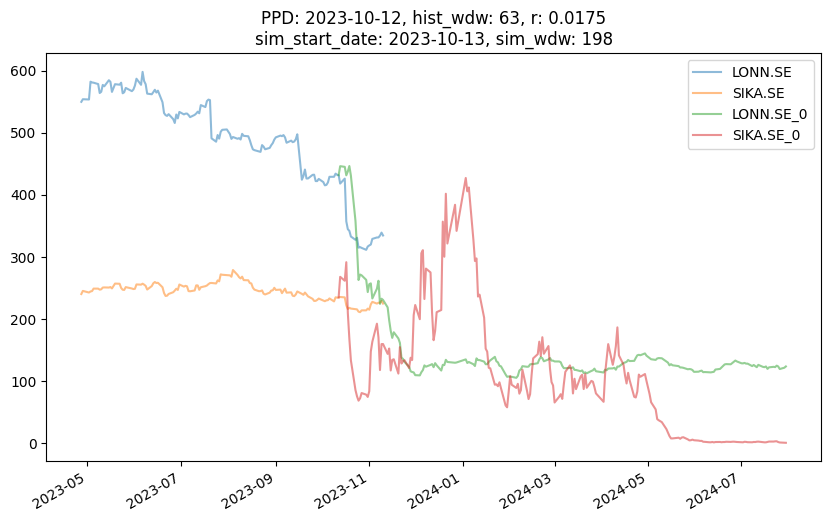 PPD: 2023-10-12, hist_wdw: 63, r: 0.0175
sim_start_date: 2023-10-13, sim_wdw: 198
LONN.SE
SIKA.SE
LONN.SE_0
SIKA.SE_0
600
500
400
300
200
100
0
2023-05
2023-07
2023-09
2023-11
2024-01
2024-03
2024-05
2024-07